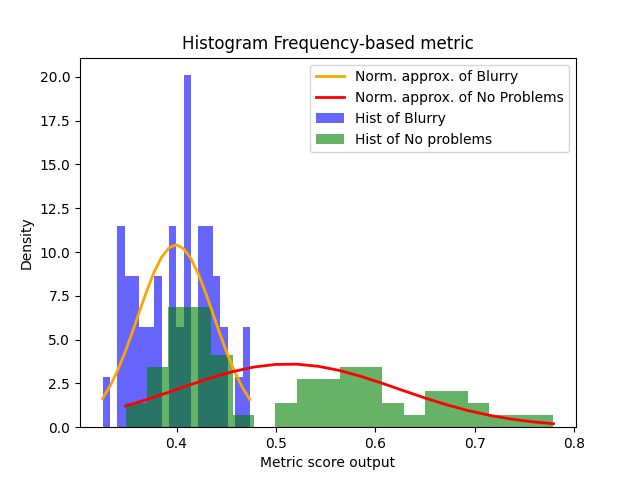 Histogram Frequency-based metric
Norm. approx. of Blurry
Norm. approx. of No Problems
Hist of Blurry
Hist of No problems
Density
20.0
17.5
15.0
12.5
10.0
7.5
5.0
2.5
0.0
0.4 0.5 0.6 0.7 0.8
Metric score output